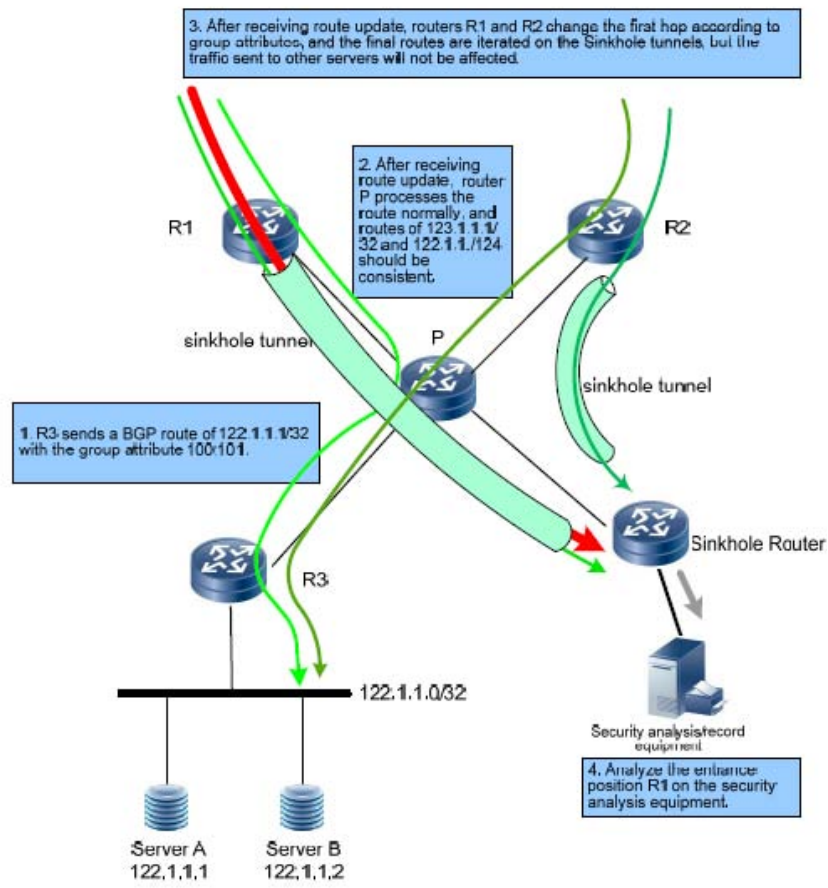 3. After receiving route update, routers R1 and R2 change the first hop according to
group attributes, and the final routes are iterated on the Sinkhole tunnels, but the
traffic sent to other servers will not be affected.
2. After receiving
route update, router
P processes the
route normally, and
routes of 123.1.1.1/
32 and 122.1.1./124
should be
consistent.
R1
R2
P
sinkhole tunnel
sinkhole tunnel
1. R3 sends a BGP route of 122.1.1.1/32
with the group attribute 100/101.
Sinkhole Router
R3
122.1.1.0/32
Security analysis/record
equipment
4. Analyze the entrance
position R1 on the security
analysis equipment.
Server A
122,1,1,1
Server B
122,1,1,2